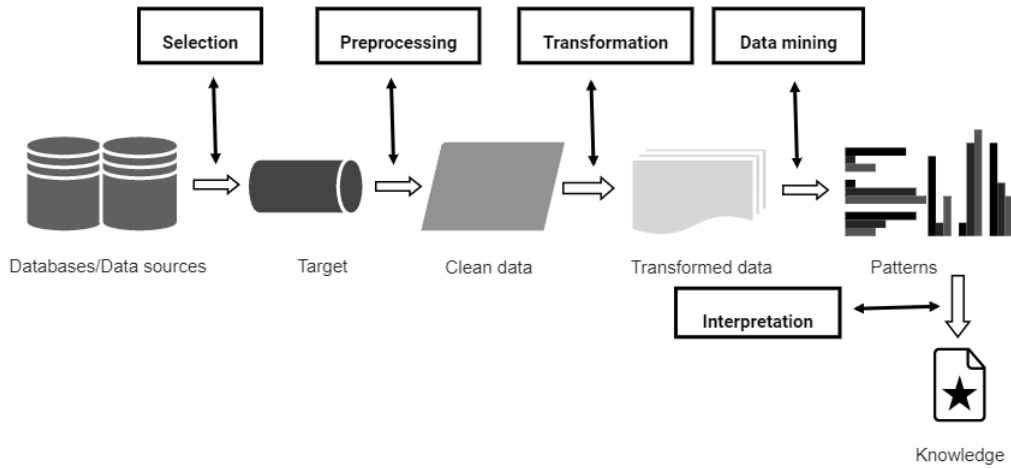 Selection
Preprocessing
Transformation
Data mining
Databases/Data sources
Target
Clean data
Transformed data
Patterns
Interpretation
Knowledge